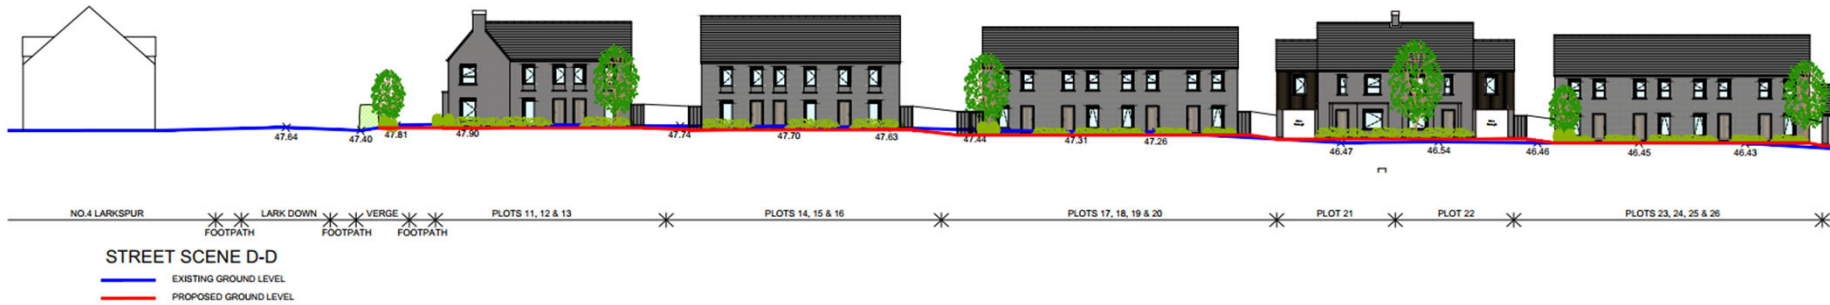 47.64
47.40
47.81
47.90
47.74
47.70
47.63
47.44
47.31
47.26
46.47
46.54
46.46
46.45
46.43
NO.4 LARKSPUR
FOOTPATH
LARK DOWN
FOOTPATH
VERGE
FOOTPATH
PLOTS 11, 12 & 13
PLOTS 14, 15 & 16
PLOTS 17, 18, 19 & 20
PLOT 21
PLOT 22
PLOTS 23, 24, 25 & 26
STREET SCENE D-D
EXISTING GROUND LEVEL
PROPOSED GROUND LEVEL